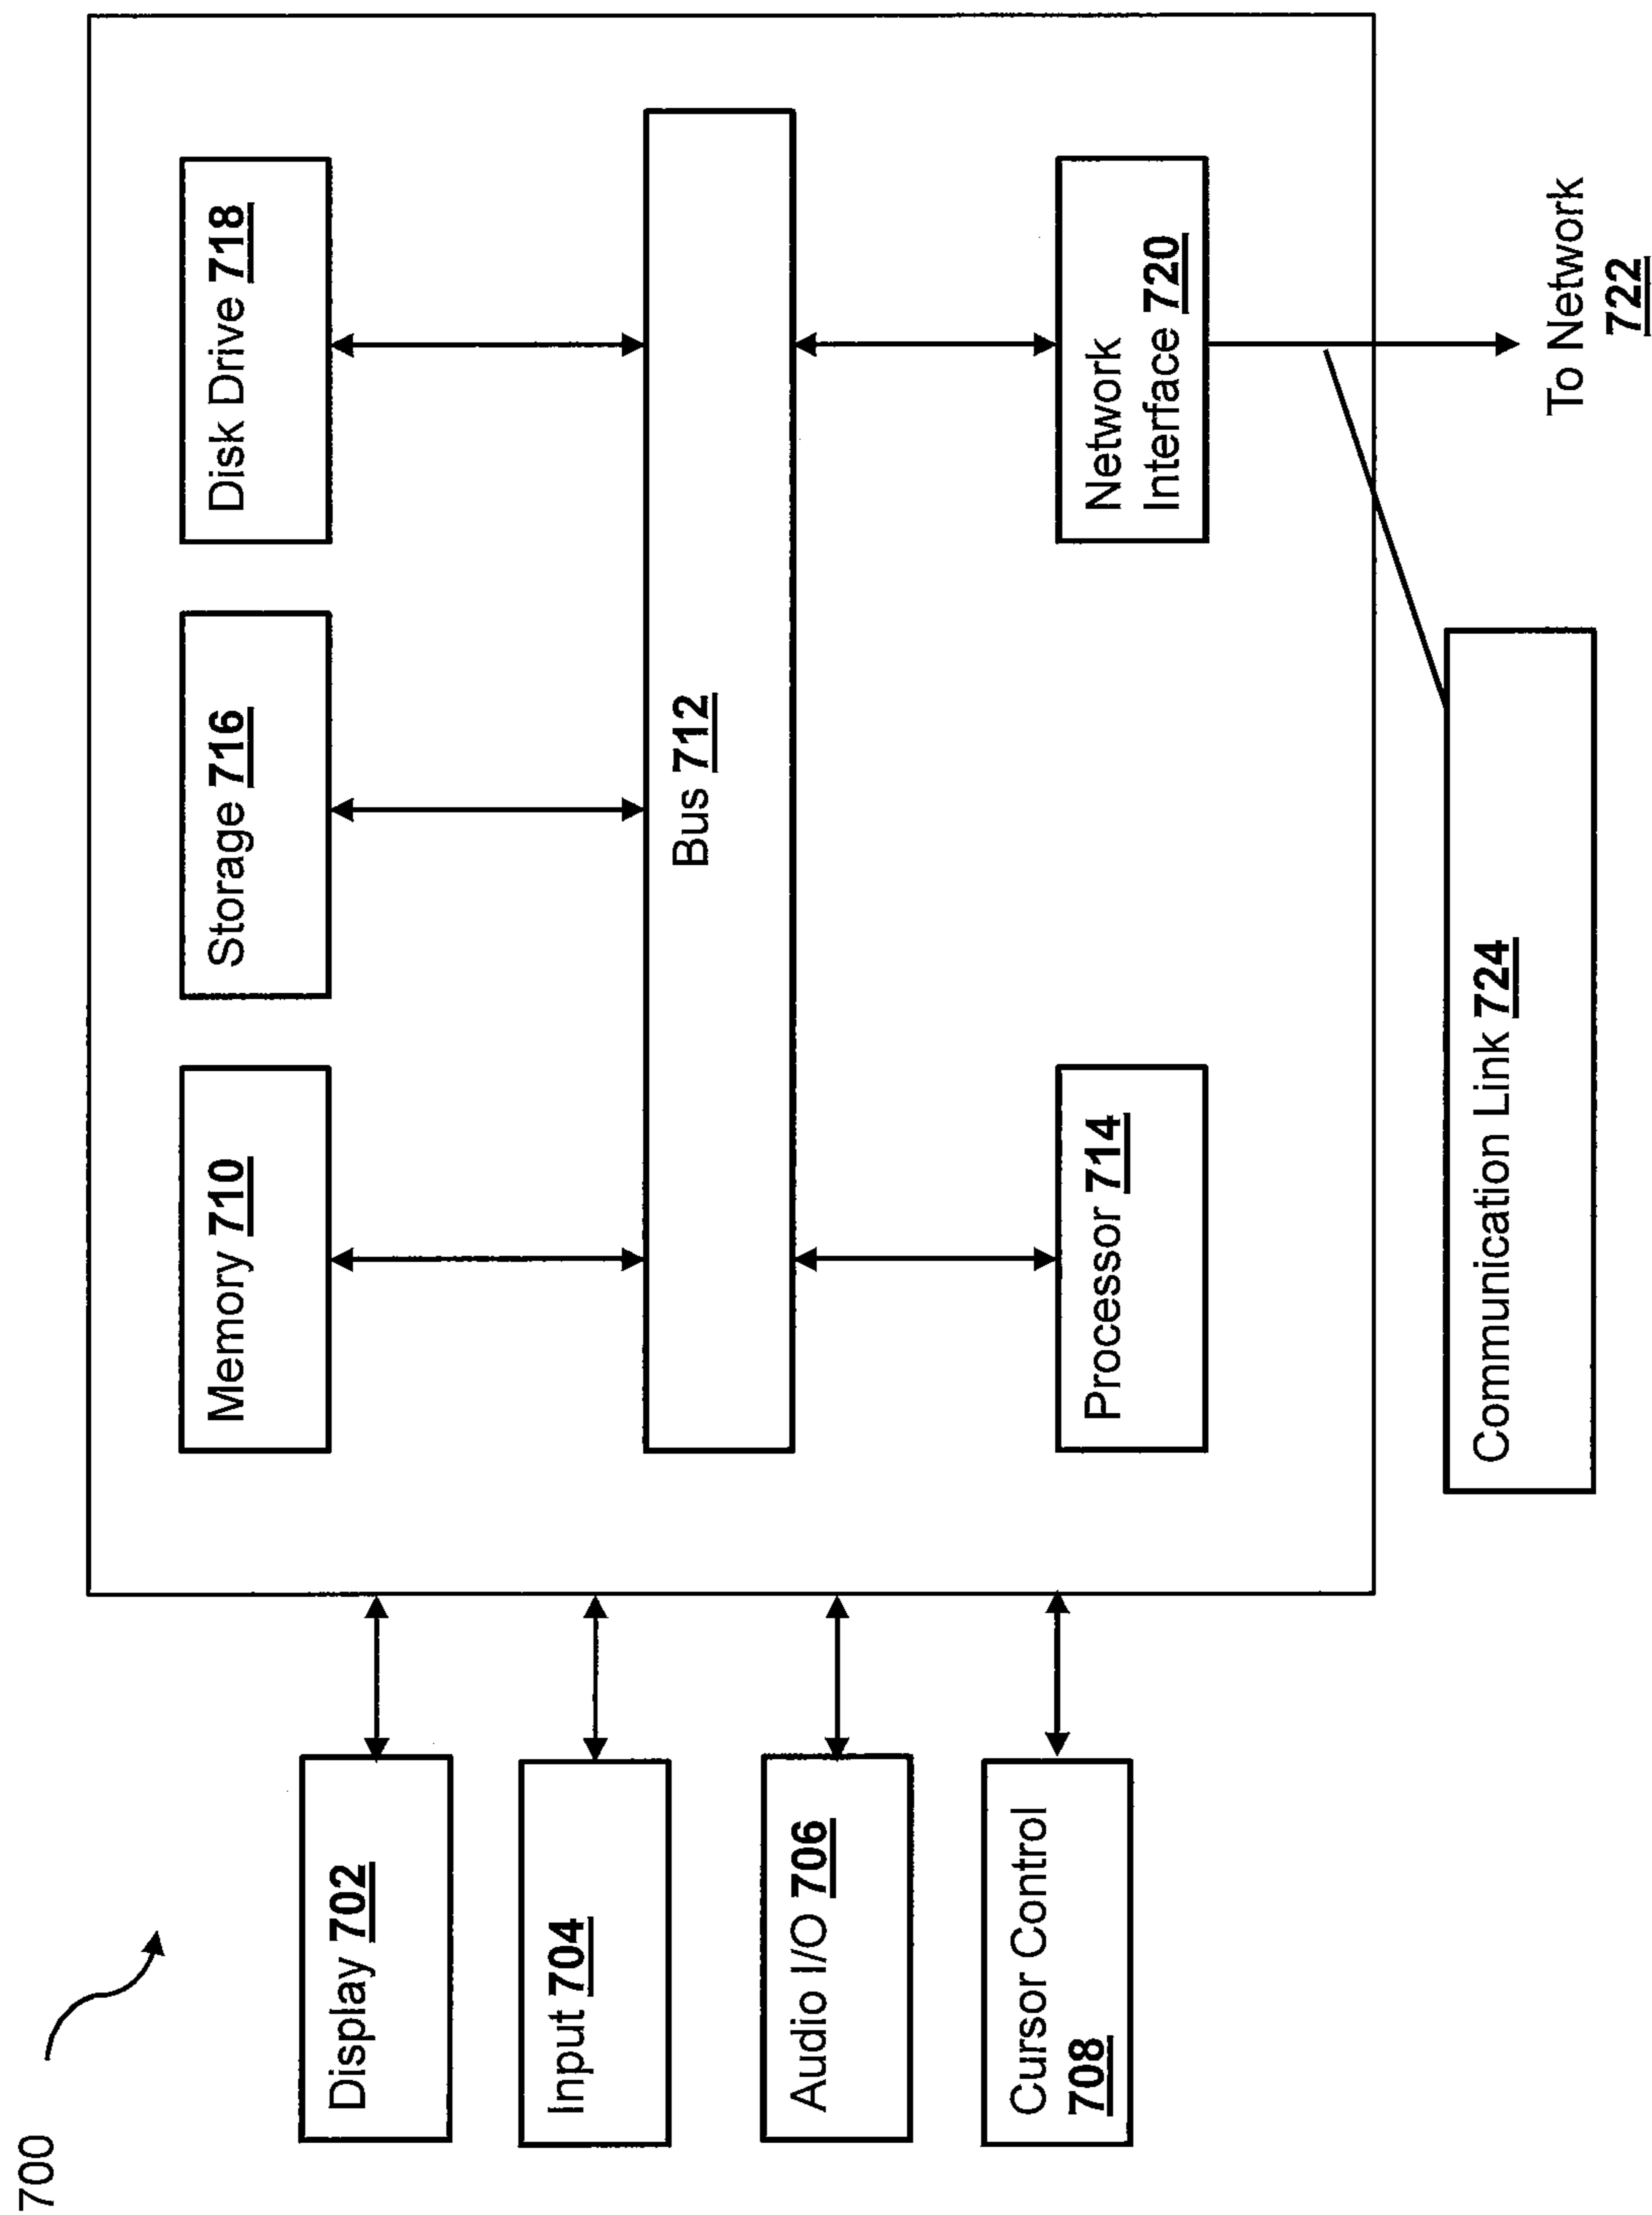 700
Display 702
Input 704
Audio I/O 706
Cursor Control
708
Memory 710
Storage 716
Disk Drive 718
Bus 712
Processor 714
Network
Interface 720
Communication Link 724
To Network
722